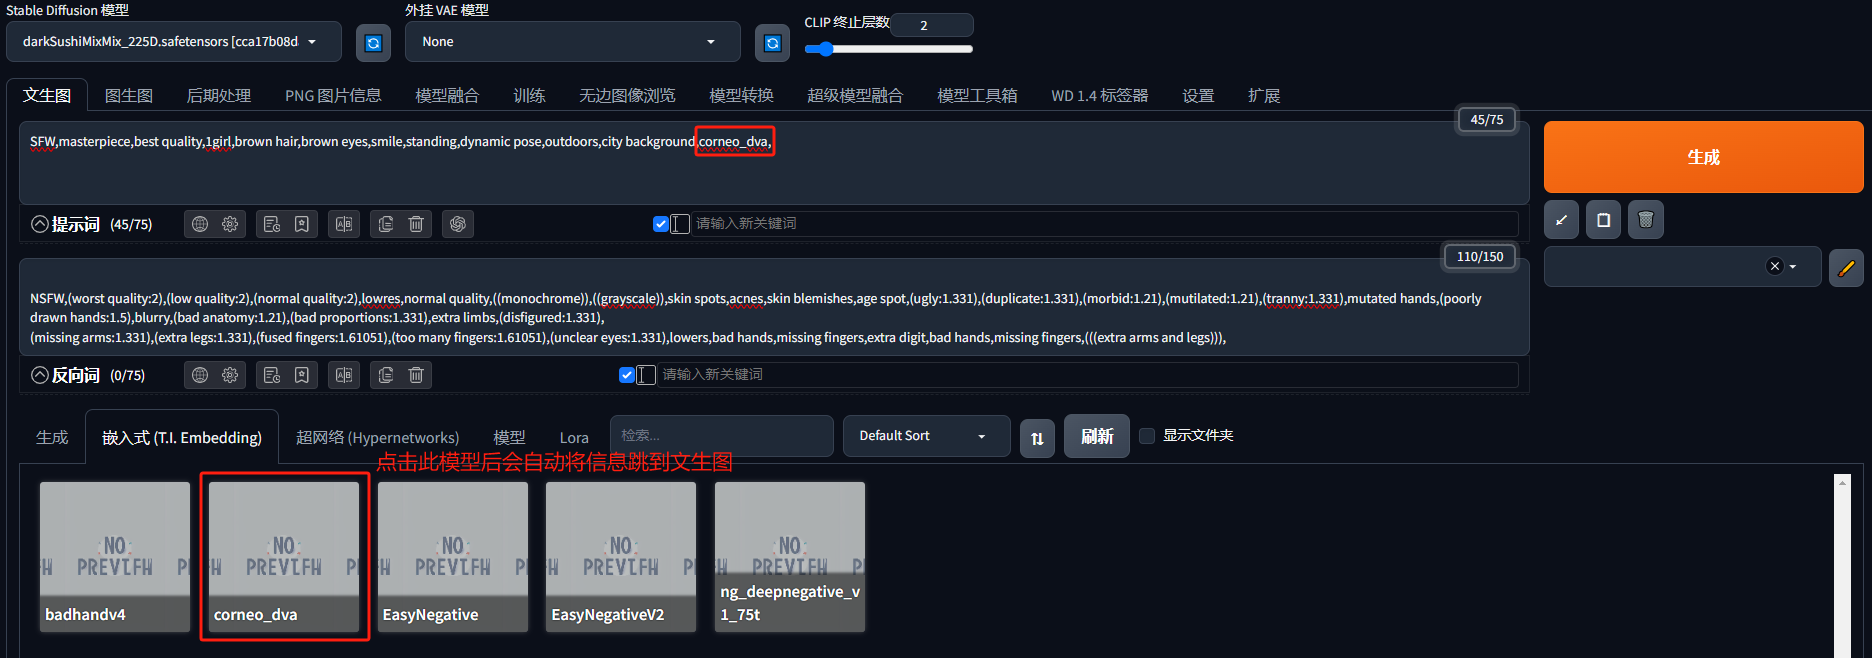 Stable Diffusion 模型
外挂 VAE 模型
CLIP 终止层数
2
darkSushiMixMix_225D.safetensors [cca17b08d
None
文生图 图生图 后期处理 PNG 图片信息 模型融合 训练 无边图像浏览 模型转换 超级模型融合 模型工具箱 WD 1.4 标签器 设置 扩展
45/75
SFW,masterpiece,best quality,1girl,brown hair,brown eyes,smile,standing,dynamic pose,outdoors,city background,corneo_dva,
生成
提示词 (45/75)
请输入新关键词
110/150
NSFW,(worst quality:2),(low quality:2),(normal quality:2),lowres,normal quality,((monochrome)),((grayscale)),skin spots,acnes,skin blemishes,age spot,(ugly:1.331),(duplicate:1.331),(morbid:1.21),(mutilated:1.21),(tranny:1.331),mutated hands,(poorly
drawn hands:1.5),blurry,(bad anatomy:1.21),(bad proportions:1.331),extra limbs,(disfigured:1.331),
(missing arms:1.331),(extra legs:1.331),(fused fingers:1.61051),(too many fingers:1.61051),(unclear eyes:1.331),lowers,bad hands,missing fingers,extra digit,bad hands,missing fingers,(((extra arms and legs))),
反向词 (0/75)
请输入新关键词
生成 嵌入式 (T.I. Embedding) 超网络 (Hypernetworks) 模型 Lora 检索... Default Sort 刷新 显示文件夹
点击此模型后会自动将信息跳到文生图
badhandv4
corneo_dva
EasyNegative
EasyNegativeV2
ng_deepnegative_v
1_75t